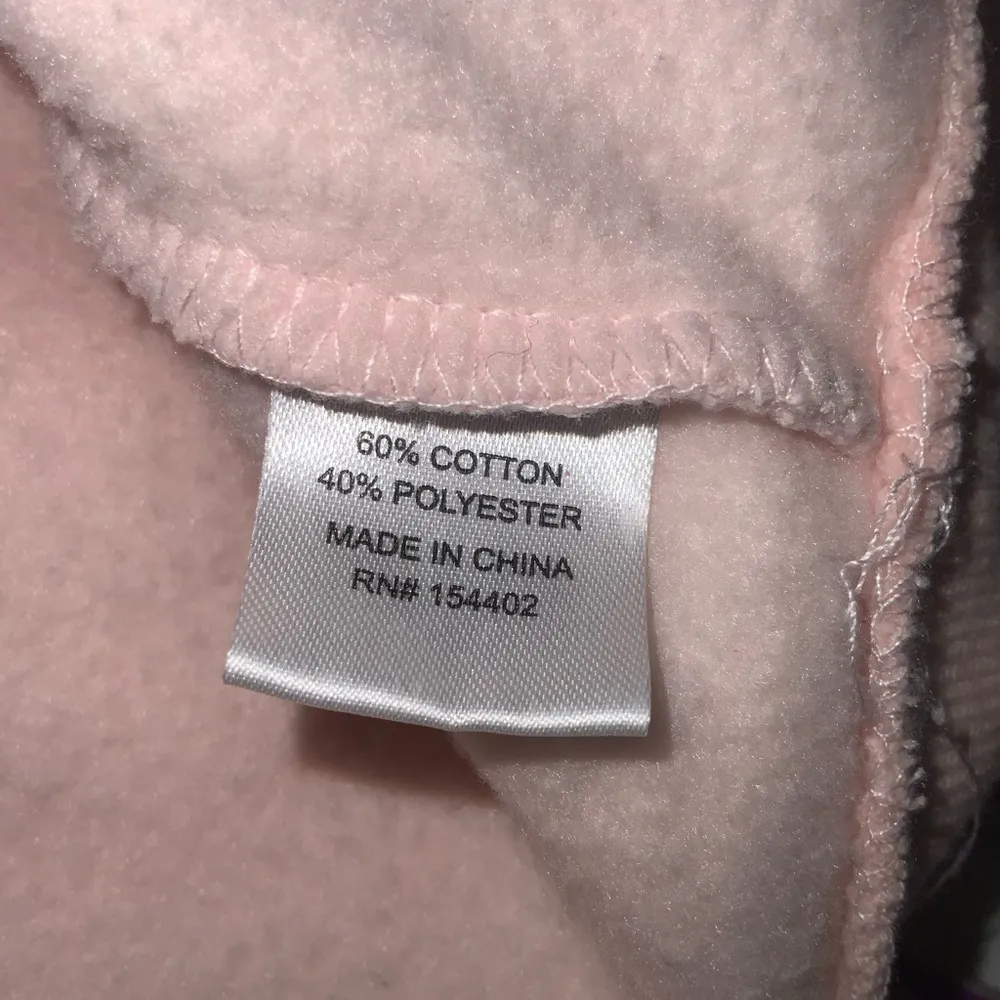 60% COTTON
40% POLYESTER
MADE IN CHINA
RN# 154402